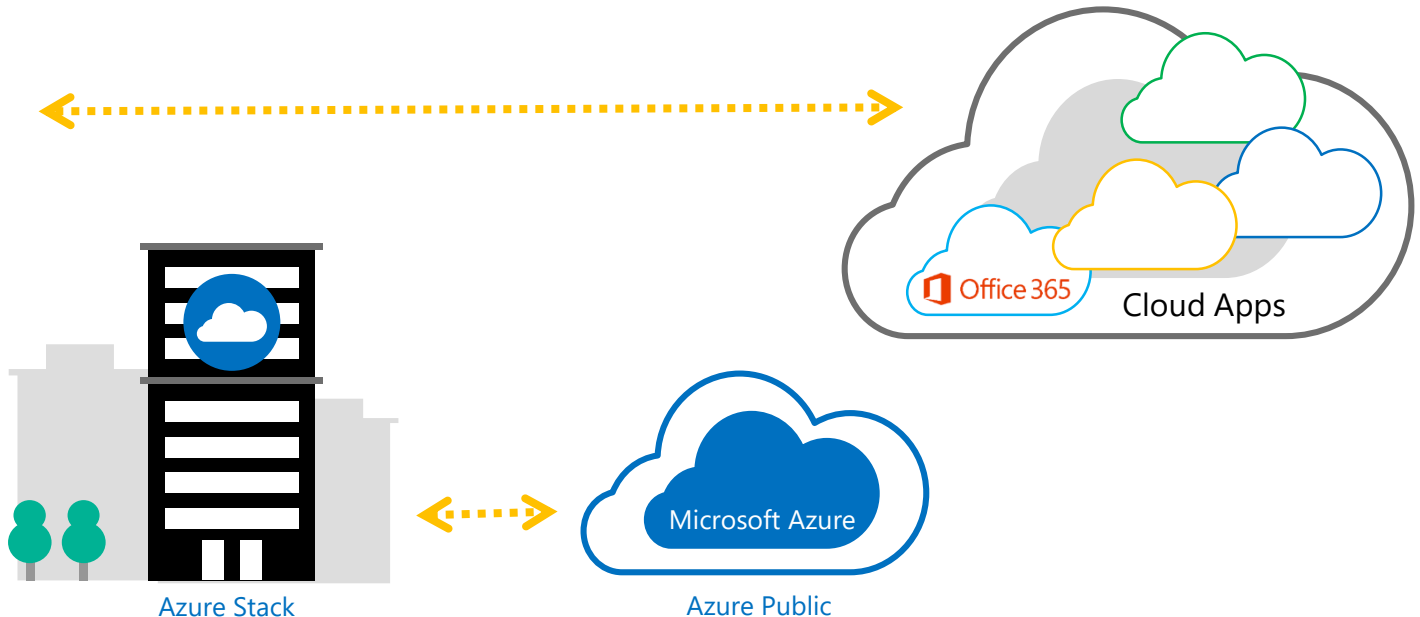 Office 365
Cloud Apps
Microsoft Azure
Azure Stack
Azure Public